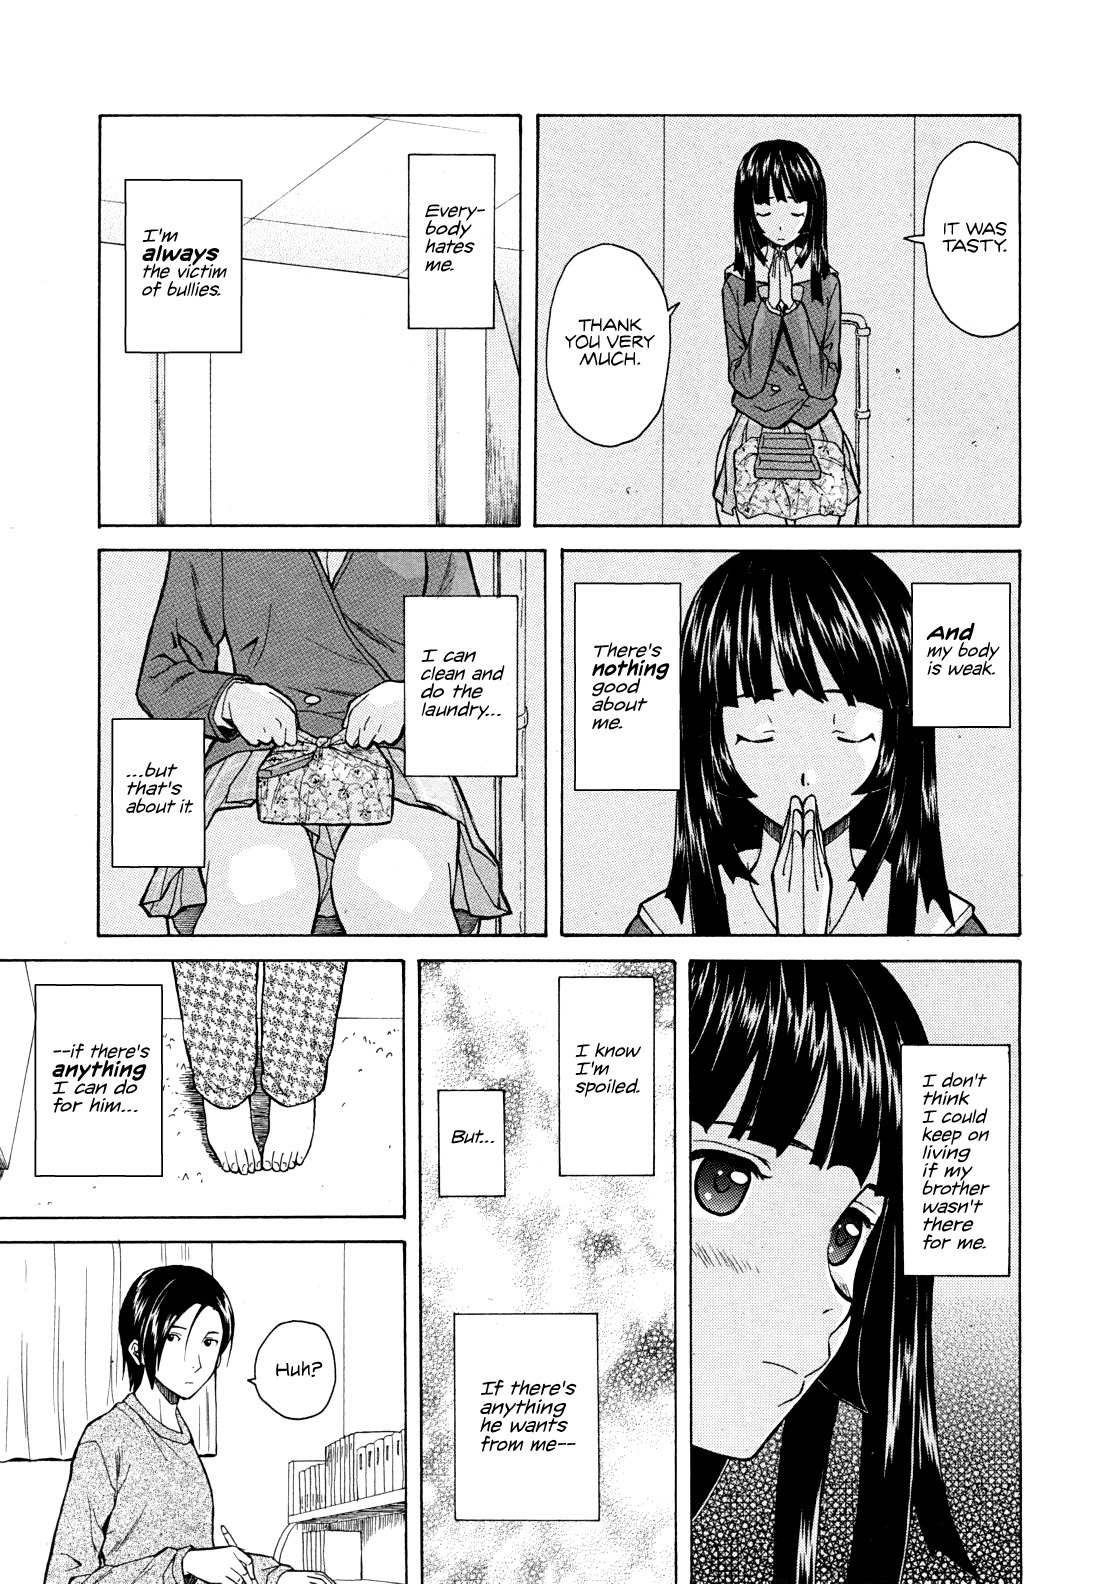 IT WAS
TASTY.
THANK
YOU VERY
MUCH.
Every-
body
hates
me.
I'm
always
the victim
of bullies.
And
my body
is weak.
There's
nothing
good
about
me.
I can
clean and
do the
laundry...
...but
that's
about it.
I don't
think
I could
keep on
living
if my
brother
wasn't
there
for me.
I know
I'm
spoiled.
But...
If there's
anything
he wants
from me--
--if there's
anything
I can do
for him...
Huh?